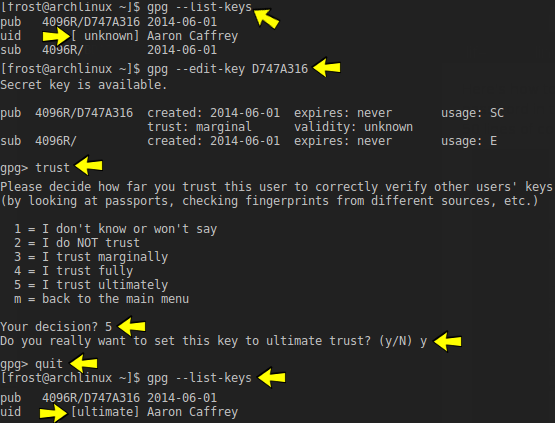 [frost@archlinux ~]$ gpg --list-keys
pub   4096R/D747A316 2014-06-01
uid       [ unknown] Aaron Caffrey
sub   4096R/         2014-06-01
[frost@archlinux ~]$ gpg --edit-key D747A316
Secret key is available.
pub  4096R/D747A316  created: 2014-06-01  expires: never       usage: SC
                     trust: marginal      validity: unknown
sub  4096R/          created: 2014-06-01  expires: never       usage: E
gpg> trust
Please decide how far you trust this user to correctly verify other users' keys
(by looking at passports, checking fingerprints from different sources, etc.)
  1 = I don't know or won't say
  2 = I do NOT trust
  3 = I trust marginally
  4 = I trust fully
  5 = I trust ultimately
  m = back to the main menu
Your decision? 5
Do you really want to set this key to ultimate trust? (y/N) y
gpg> quit
[frost@archlinux ~]$ gpg --list-keys
pub   4096R/D747A316 2014-06-01
uid       [ultimate] Aaron Caffrey